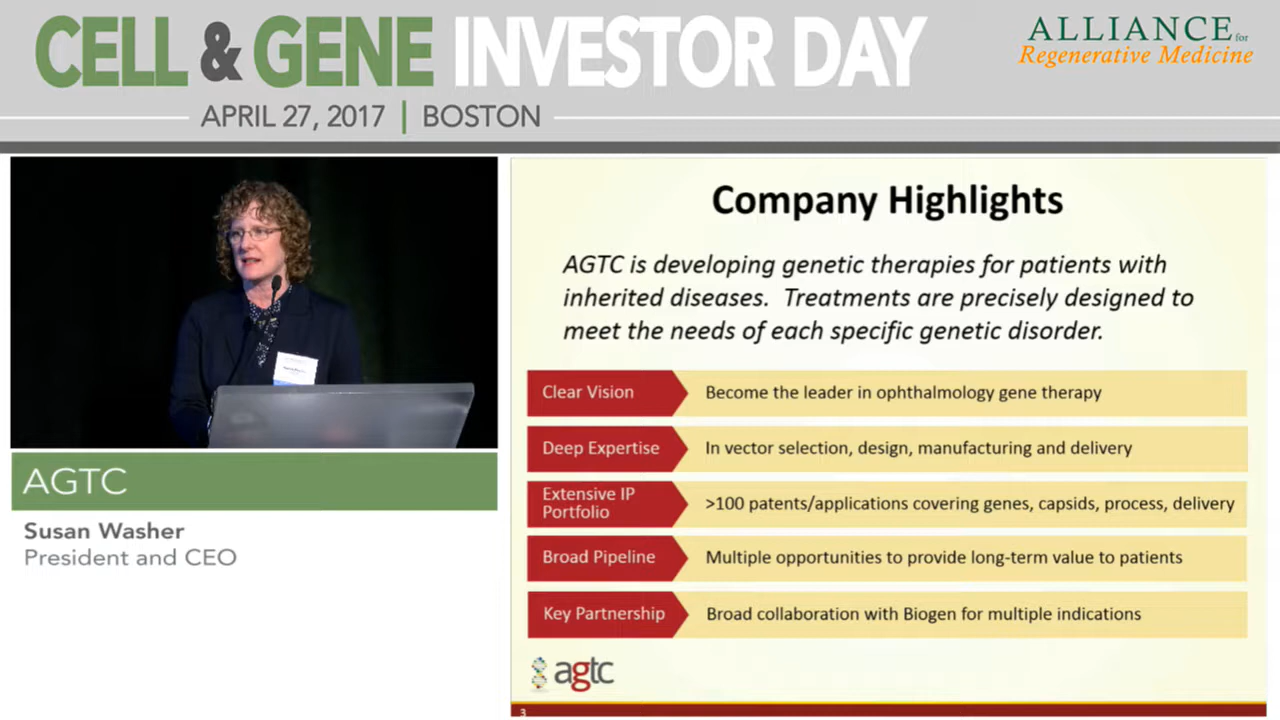 CELL & GENE INVESTOR DAY
APRIL 27, 2017 | BOSTON
ALLIANCE for
Regenerative Medicine
AGTC
Susan Washer
President and CEO
Company Highlights
AGTC is developing genetic therapies for patients with
inherited diseases. Treatments are precisely designed to
meet the needs of each specific genetic disorder.
Clear Vision
Become the leader in ophthalmology gene therapy
Deep Expertise
In vector selection, design, manufacturing and delivery
Extensive IP
Portfolio
>100 patents/applications covering genes, capsids, process, delivery
Broad Pipeline
Multiple opportunities to provide long-term value to patients
Key Partnership
Broad collaboration with Biogen for multiple indications
agtc
3